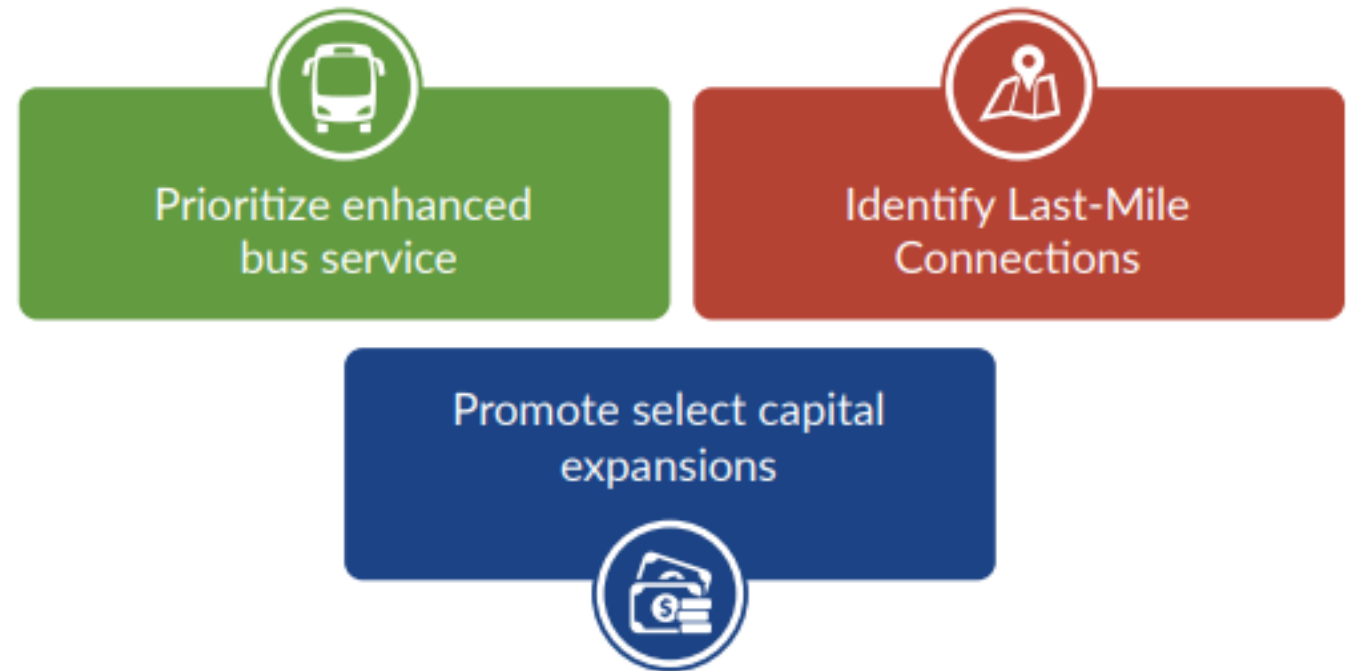 Prioritize enhanced
bus service
Identify Last-Mile
Connections
Promote select capital
expansions
$